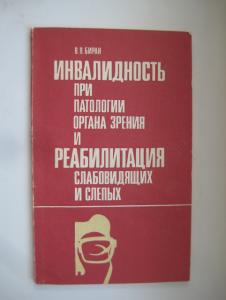 В. П. БИРАН
ИНВАЛИДНОСТЬ
ПРИ
ПАТОЛОГИИ
ОРГАНА ЗРЕНИЯ
И
РЕАБИЛИТАЦИЯ
СЛАБОВИДЯЩИХ
И СЛЕПЫХ